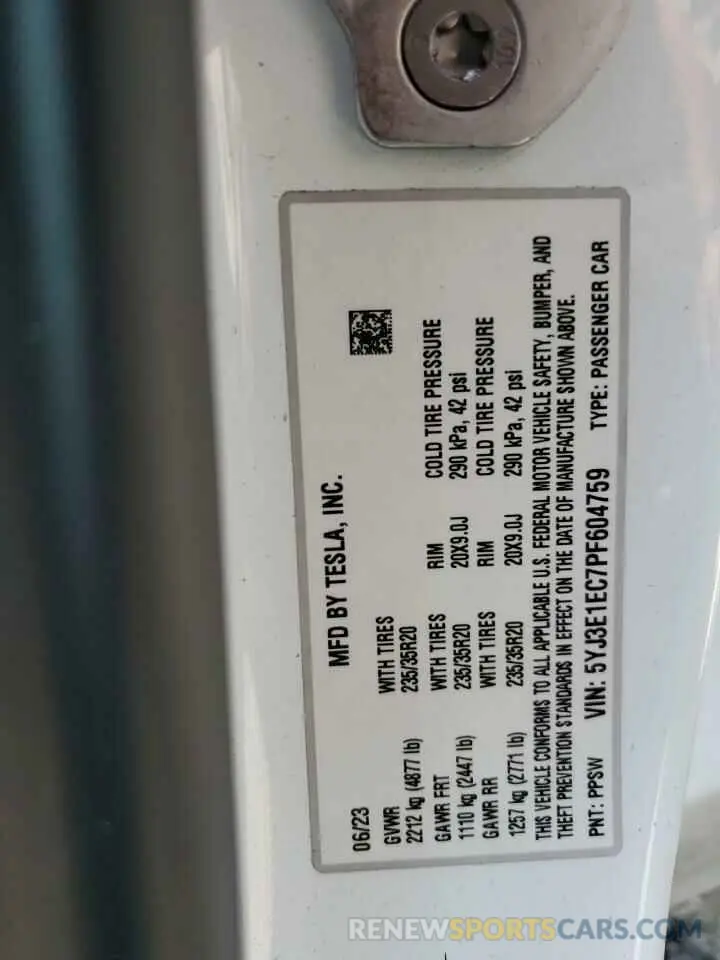 MFD BY TESLA, INC.
06/23
GVWR WITH TIRES
2212 kg (4877 lb) 235/35R20
GAWR FRT WITH TIRES RIM COLD TIRE PRESSURE
1110 kg (2447 lb) 235/35R20 20X9.0J 290 kPa, 42 psi
GAWR RR WITH TIRES RIM COLD TIRE PRESSURE
1257 kg (2771 lb) 235/35R20 20X9.0J 290 kPa, 42 psi
THIS VEHICLE CONFORMS TO ALL APPLICABLE U.S. FEDERAL MOTOR VEHICLE SAFETY, BUMPER, AND
THEFT PREVENTION STANDARDS IN EFFECT ON THE DATE OF MANUFACTURE SHOWN ABOVE.
PNT: PPSW VIN: 5YJ3E1EC7PF604759 TYPE: PASSENGER CAR
RENEWSPORTSCARS.COM